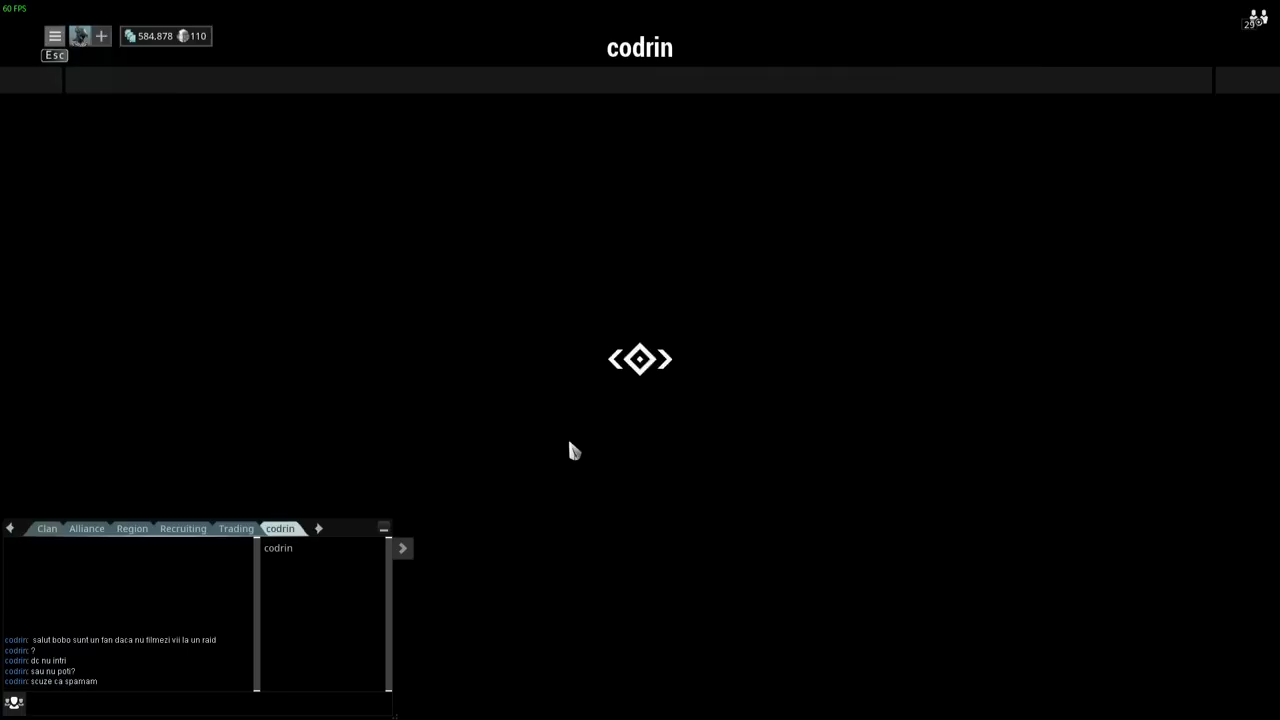 60 FPS
29
584,878 110
Esc
codrin
Clan Alliance Region Recruiting Trading codrin
codrin
codrin: salut bobo sunt un fan daca nu filmezi vii la un raid
codrin: ?
codrin: dc nu intri
codrin: sau nu poti?
codrin: scuze ca spamam